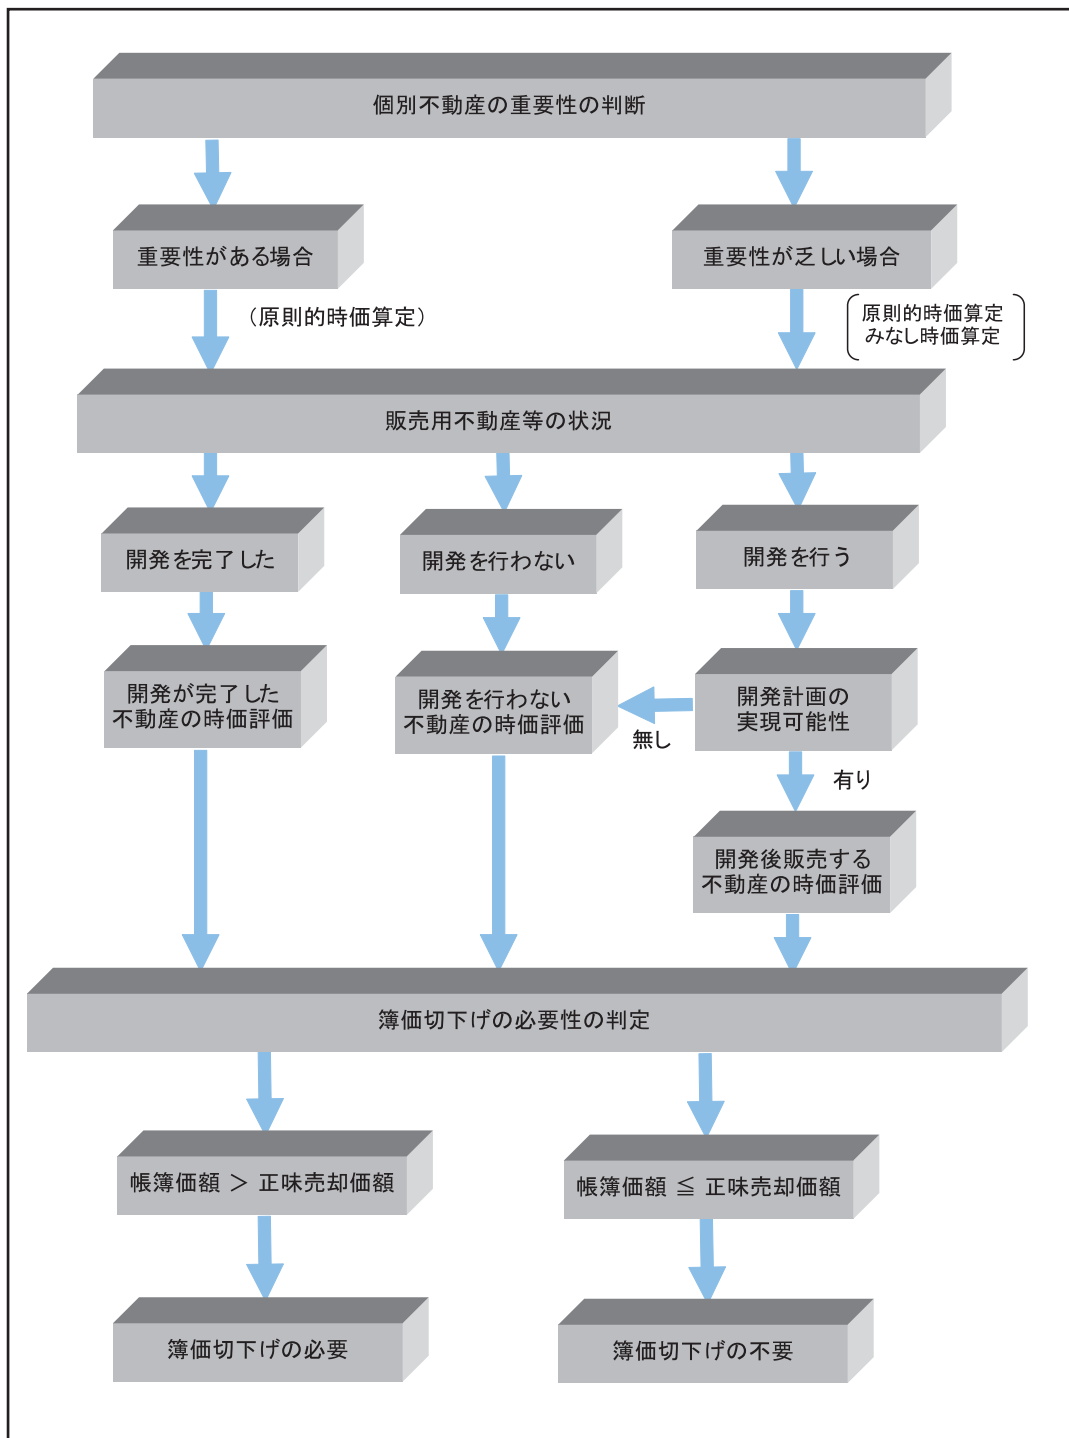 個別不動産の重要性の判断
重要性がある場合
重要性が乏しい場合
（原則的時価算定）
原則的時価算定
みなし時価算定
販売用不動産等の状況
開発を完了した
開発を行わない
開発を行う
開発が完了した
不動産の時価評価
開発を行わない
不動産の時価評価
開発計画の
実現可能性
無し
有り
開発後販売する
不動産の時価評価
簿価切下げの必要性の判定
帳簿価額 ＞ 正味売却価額
帳簿価額 ≦ 正味売却価額
簿価切下げの必要
簿価切下げの不要